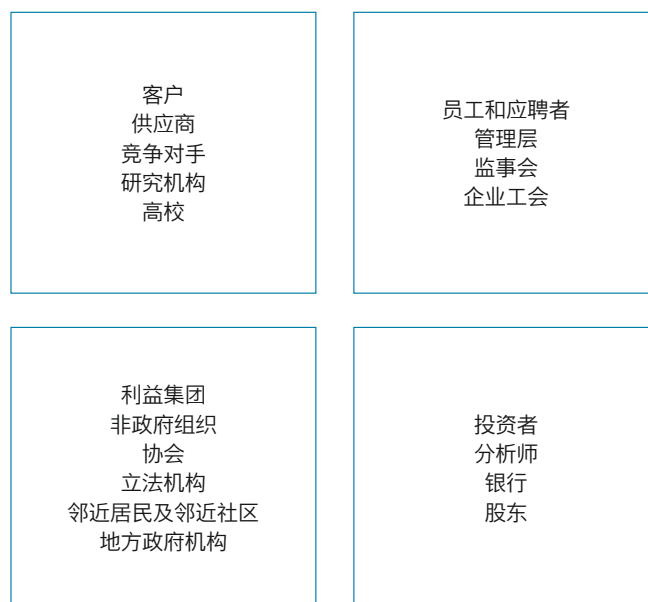 客户
供应商
竞争对手
研究机构
高校
员工和应聘者
管理层
监事会
企业工会
利益集团
非政府组织
协会
立法机构
邻近居民及邻近社区
地方政府机构
投资者
分析师
银行
股东